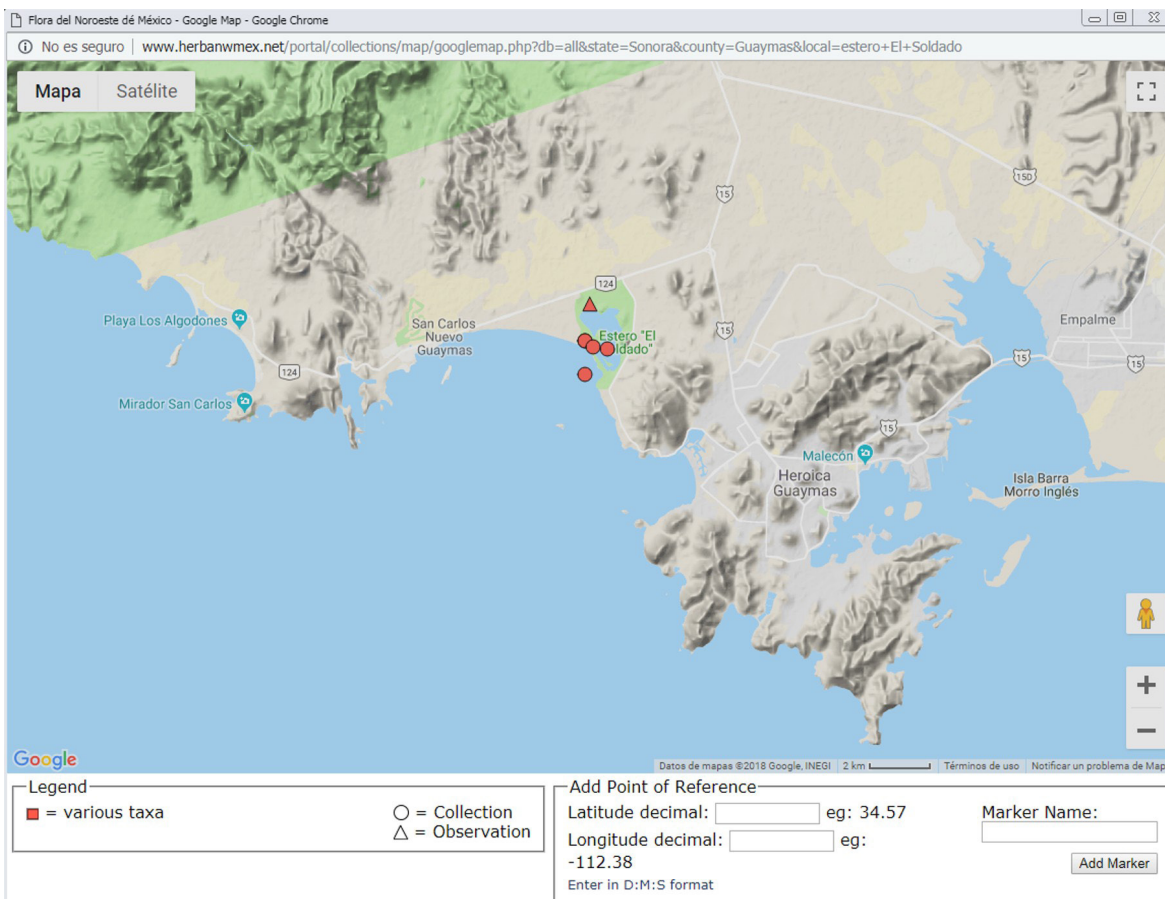 Flora del Noroeste dé México - Google Map - Google Chrome
No es seguro | www.herbanwmex.net/portal/collections/map/googlemap.php?db=all&state=Sonora&county=Guaymas&local=estero+El+Soldado
Mapa Satélite
15D
15
124
Playa Los Algodones
San Carlos
Nuevo
Guaymas
Estero "El
ldado"
15
Empalme
15
15
124
Mirador San Carlos
15
Malecón
Heroica
Guaymas
Isla Barra
Morro Inglés
Google
Datos de mapas ©2018 Google, INEGI 2 km Términos de uso Notificar un problema de Map
Legend
= various taxa
= Collection
= Observation
Add Point of Reference
Latitude decimal: eg: 34.57
Longitude decimal: eg:
-112.38
Enter in D:M:S format
Marker Name:
Add Marker